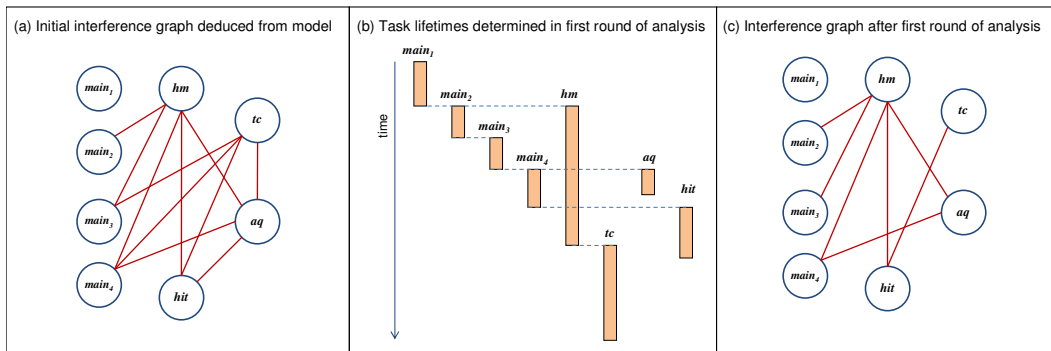 (a) Initial interference graph deduced from model
main₁
hm
tc
main₂
main₃
aq
main₄
hit
(b) Task lifetimes determined in first round of analysis
time
main₁
main₂
hm
main₃
main₄
aq
hit
tc
(c) Interference graph after first round of analysis
main₁
hm
tc
main₂
main₃
aq
main₄
hit